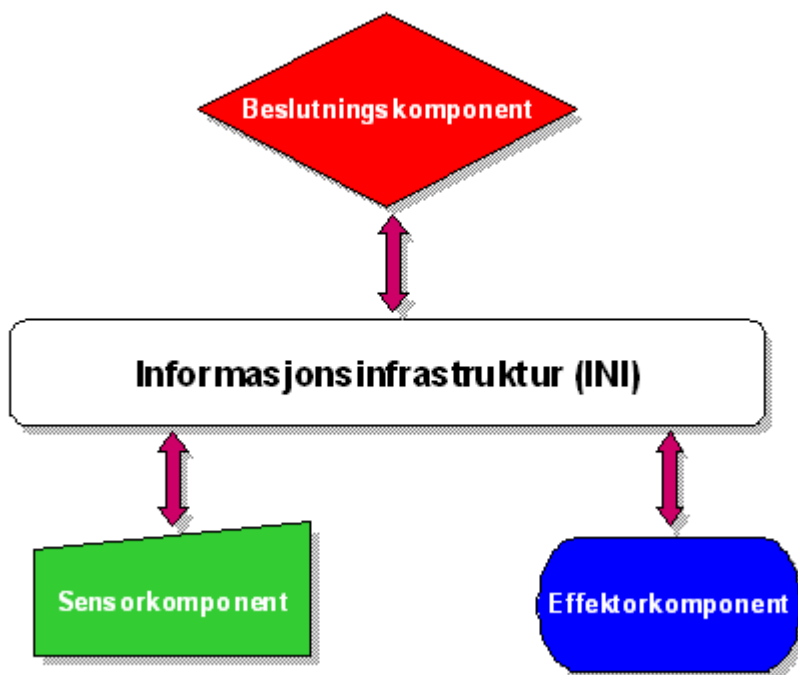 Beslutningskomponent
Informasjonsinfrastruktur (INI)
Sensorkomponent
Effektorkomponent